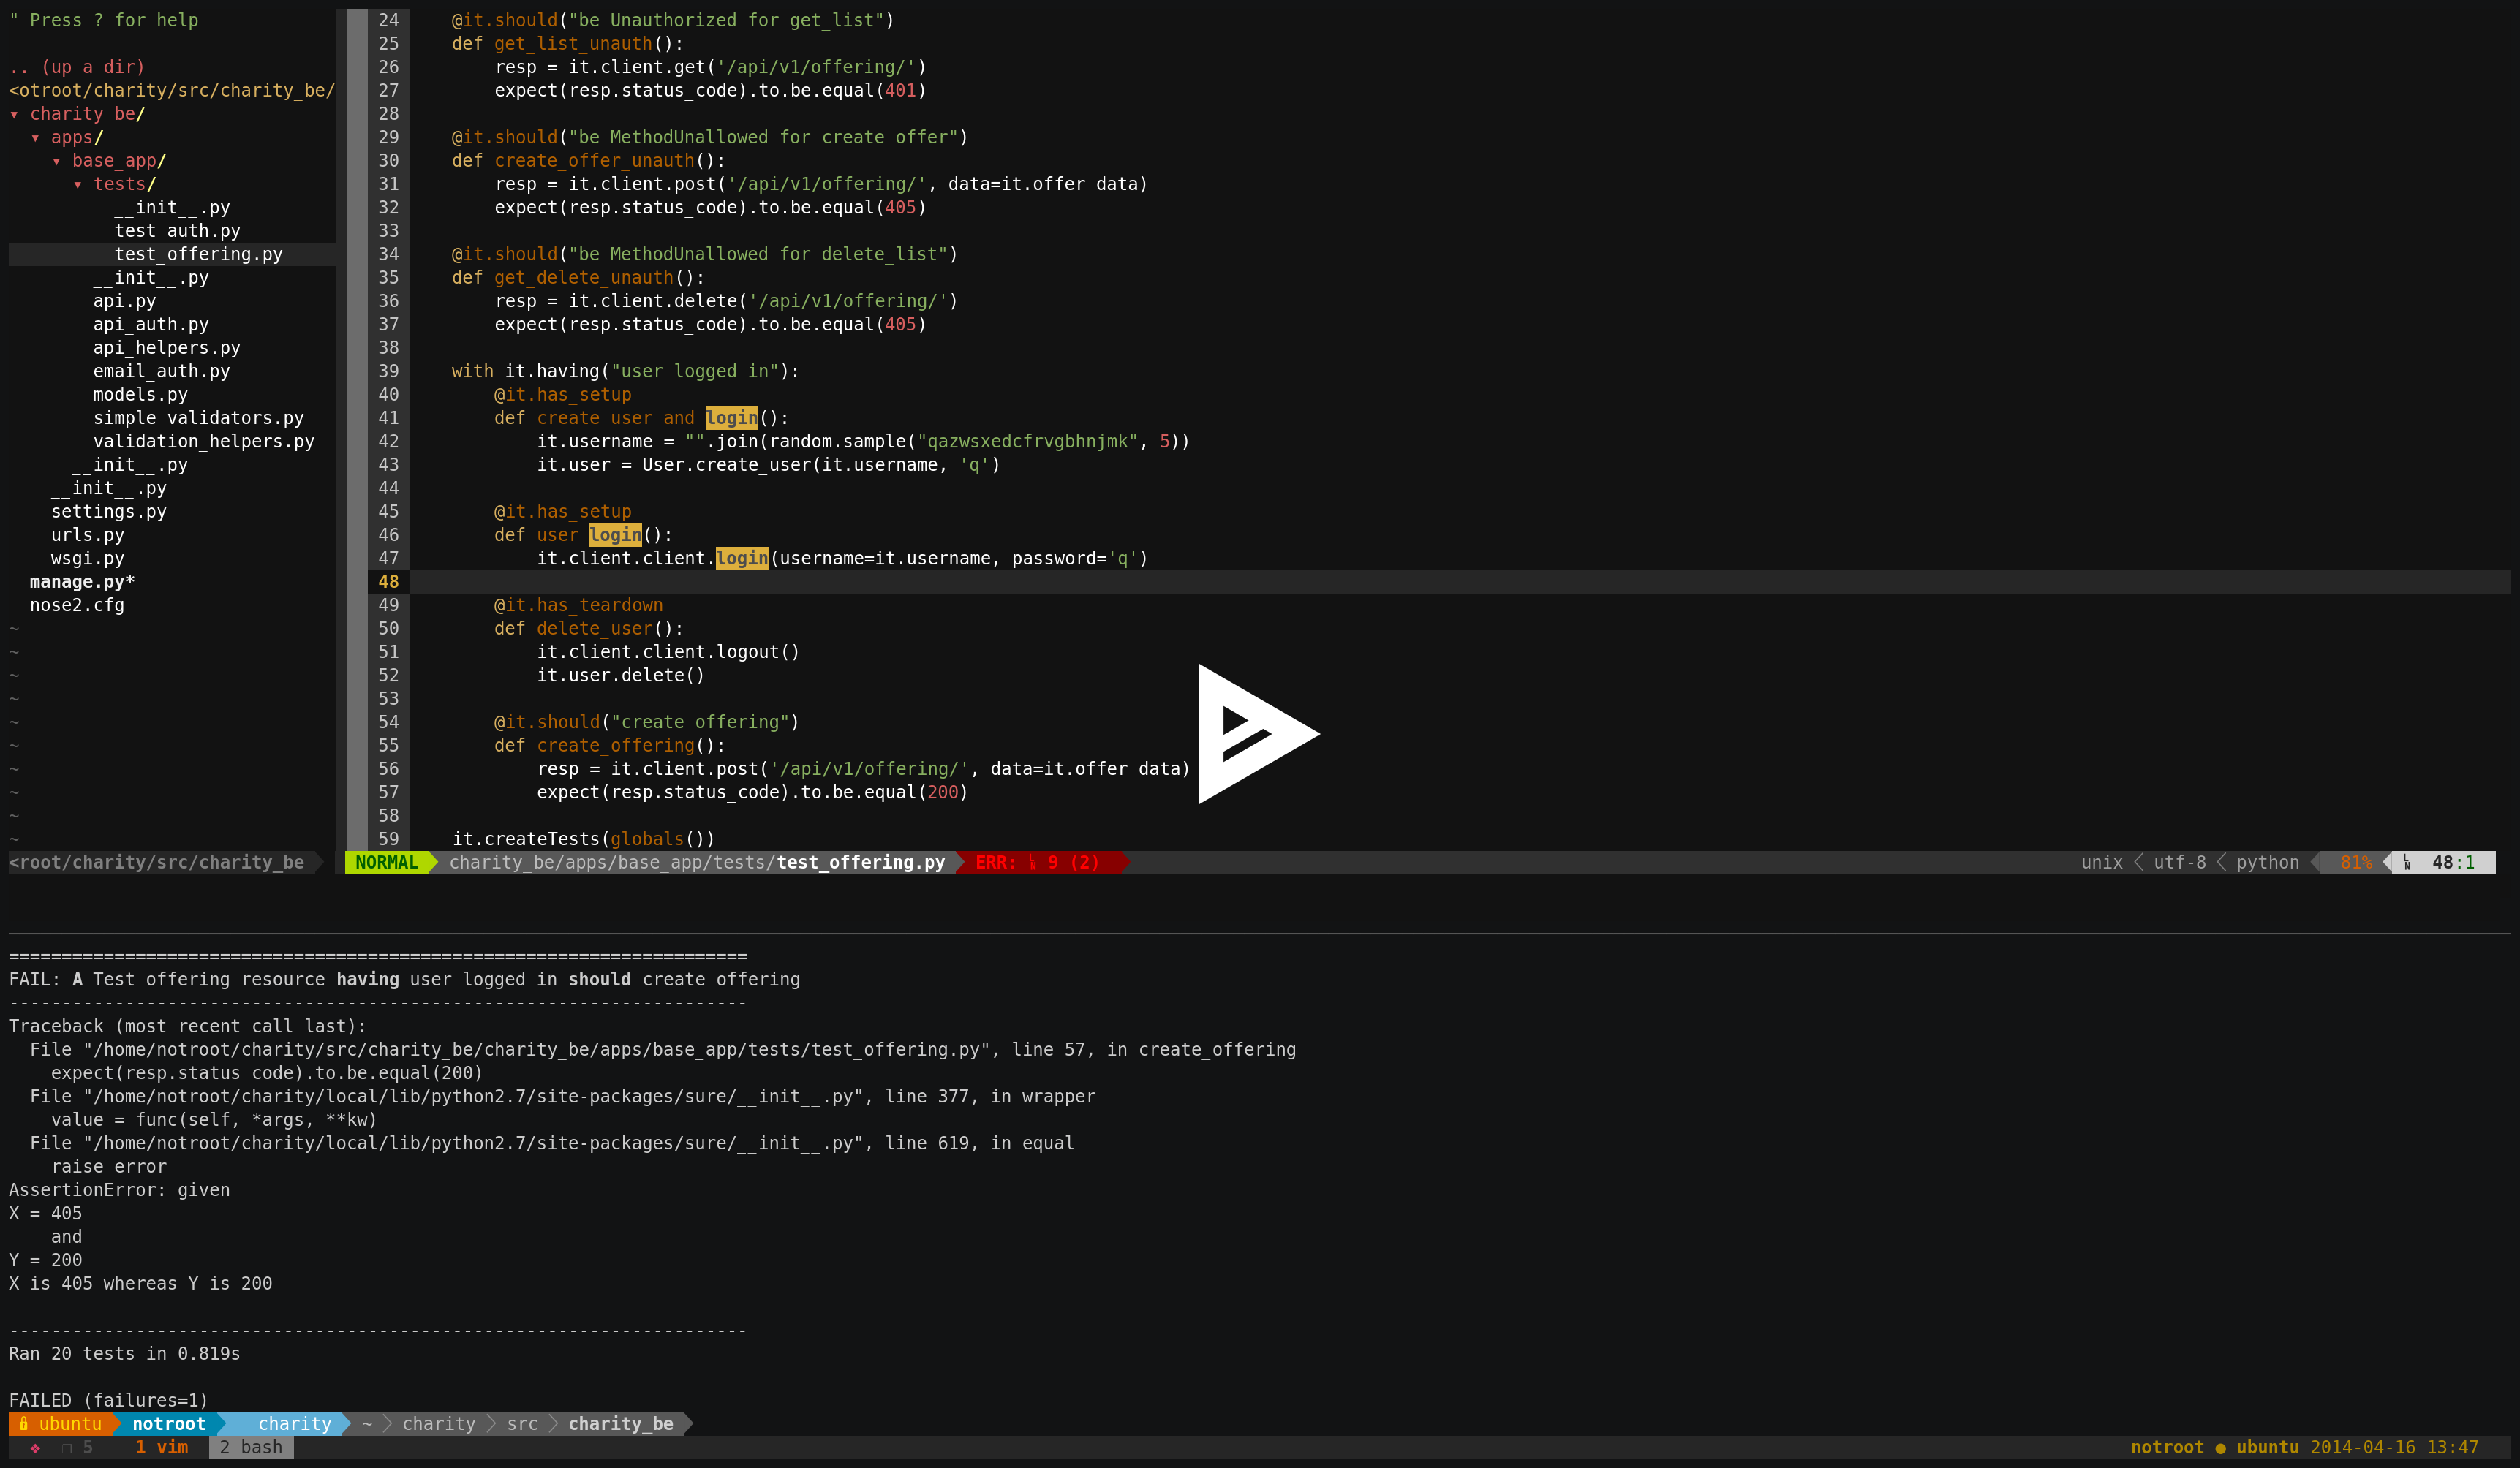 " Press ? for help
.. (up a dir)
<otroot/charity/src/charity_be/
▾ charity_be/
▾ apps/
▾ base_app/
▾ tests/
__init__.py
test_auth.py
test_offering.py
__init__.py
api.py
api_auth.py
api_helpers.py
email_auth.py
models.py
simple_validators.py
validation_helpers.py
__init__.py
__init__.py
settings.py
urls.py
wsgi.py
manage.py*
nose2.cfg
~
~
~
~
~
~
~
~
~
~
24 @it.should("be Unauthorized for get_list")
25 def get_list_unauth():
26 resp = it.client.get('/api/v1/offering/')
27 expect(resp.status_code).to.be.equal(401)
28
29 @it.should("be MethodUnallowed for create offer")
30 def create_offer_unauth():
31 resp = it.client.post('/api/v1/offering/', data=it.offer_data)
32 expect(resp.status_code).to.be.equal(405)
33
34 @it.should("be MethodUnallowed for delete_list")
35 def get_delete_unauth():
36 resp = it.client.delete('/api/v1/offering/')
37 expect(resp.status_code).to.be.equal(405)
38
39 with it.having("user logged in"):
40 @it.has_setup
41 def create_user_and_login():
42 it.username = "".join(random.sample("qazwsxedcfrvgbhnjmk", 5))
43 it.user = User.create_user(it.username, 'q')
44
45 @it.has_setup
46 def user_login():
47 it.client.client.login(username=it.username, password='q')
48
49 @it.has_teardown
50 def delete_user():
51 it.client.client.logout()
52 it.user.delete()
53
54 @it.should("create offering")
55 def create_offering():
56 resp = it.client.post('/api/v1/offering/', data=it.offer_data)
57 expect(resp.status_code).to.be.equal(200)
58
59 it.createTests(globals())
<root/charity/src/charity_be NORMAL charity_be/apps/base_app/tests/test_offering.py ERR: LN 9 (2) unix utf-8 python 81% LN 48:1
======================================================================
FAIL: A Test offering resource having user logged in should create offering
----------------------------------------------------------------------
Traceback (most recent call last):
File "/home/notroot/charity/src/charity_be/charity_be/apps/base_app/tests/test_offering.py", line 57, in create_offering
expect(resp.status_code).to.be.equal(200)
File "/home/notroot/charity/local/lib/python2.7/site-packages/sure/__init__.py", line 377, in wrapper
value = func(self, *args, **kw)
File "/home/notroot/charity/local/lib/python2.7/site-packages/sure/__init__.py", line 619, in equal
raise error
AssertionError: given
X = 405
and
Y = 200
X is 405 whereas Y is 200
----------------------------------------------------------------------
Ran 20 tests in 0.819s
FAILED (failures=1)
ubuntu notroot charity ~ charity src charity_be
❖ ❐ 5 1 vim 2 bash notroot ● ubuntu 2014-04-16 13:47